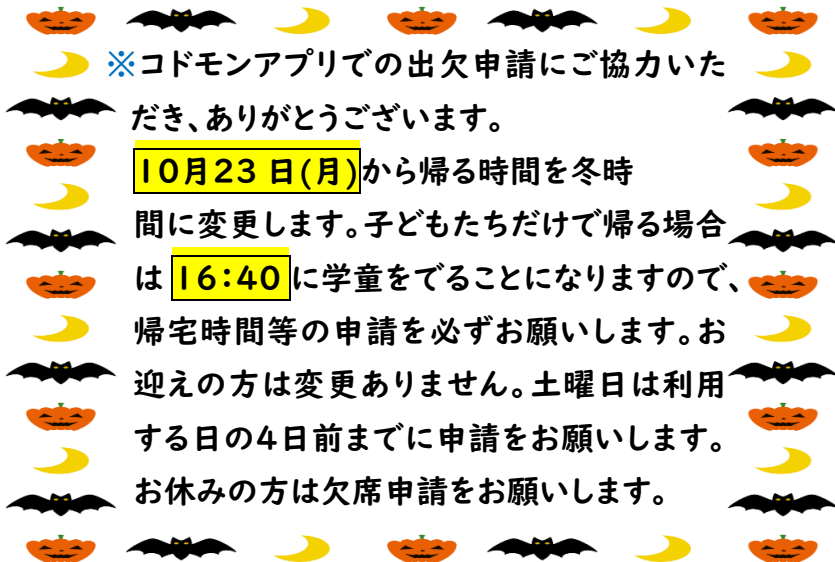 ※コドモンアプリでの出欠申請にご協力いた
だき、ありがとうございます。
10月23日(月)から帰る時間を冬時
間に変更します。子どもたちだけで帰る場合
は16:40に学童をでることになりますので、
帰宅時間等の申請を必ずお願いします。お
迎えの方は変更ありません。土曜日は利用
する日の4日前までに申請をお願いします。
お休みの方は欠席申請をお願いします。